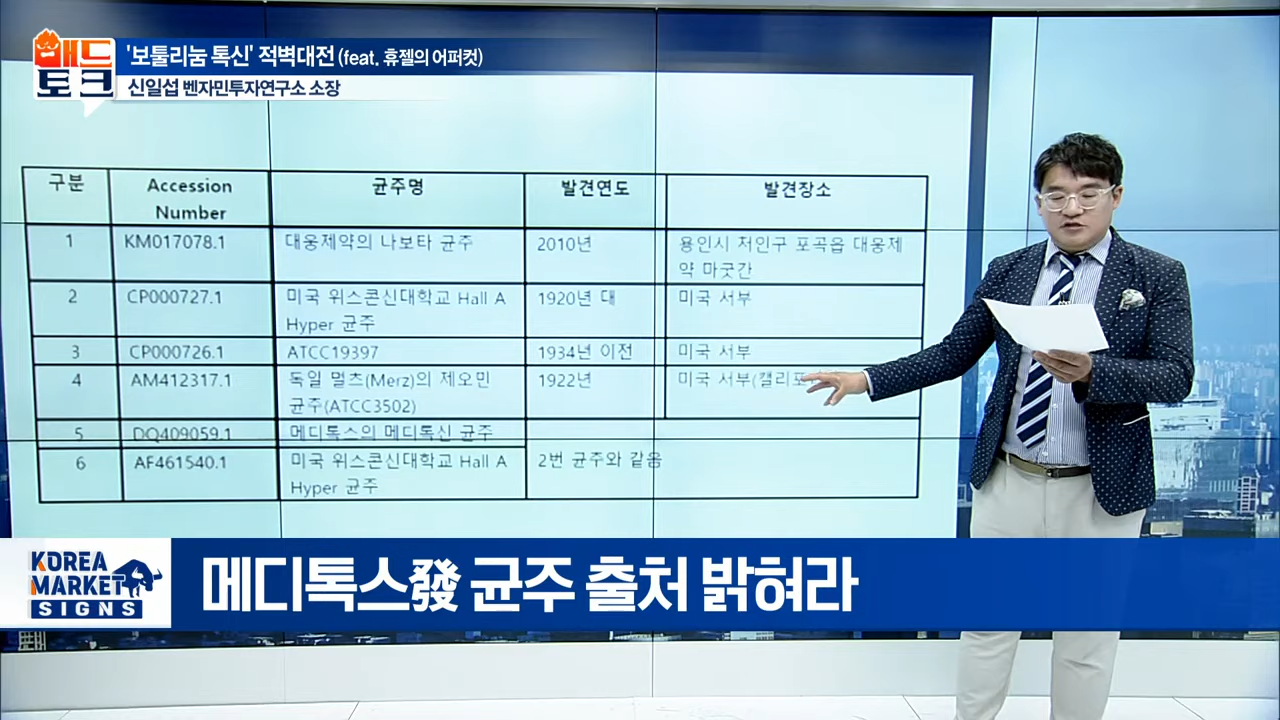 배드
토크
'보툴리눔 톡신' 적벽대전 (feat. 휴젤의 어퍼컷)
신일섭 벤자민투자연구소 소장
구분 Accession Number 균주명 발견연도 발견장소
1 KM017078.1 대웅제약의 나보타 균주 2010년 용인시 처인구 포곡읍 대웅제약 마굿간
2 CP000727.1 미국 위스콘신대학교 Hall A Hyper 균주 1920년 대 미국 서부
3 CP000726.1 ATCC19397 1934년 이전 미국 서부
4 AM412317.1 독일 멀츠(Merz)의 제오민 균주(ATCC3502) 1922년 미국 서부(캘리포
5 DQ409059.1 메디톡스의 메디톡신 균주
6 AF461540.1 미국 위스콘신대학교 Hall A Hyper 균주 2번 균주와 같음
KOREA
MARKET
SIGNS
메디톡스發 균주 출처 밝혀라